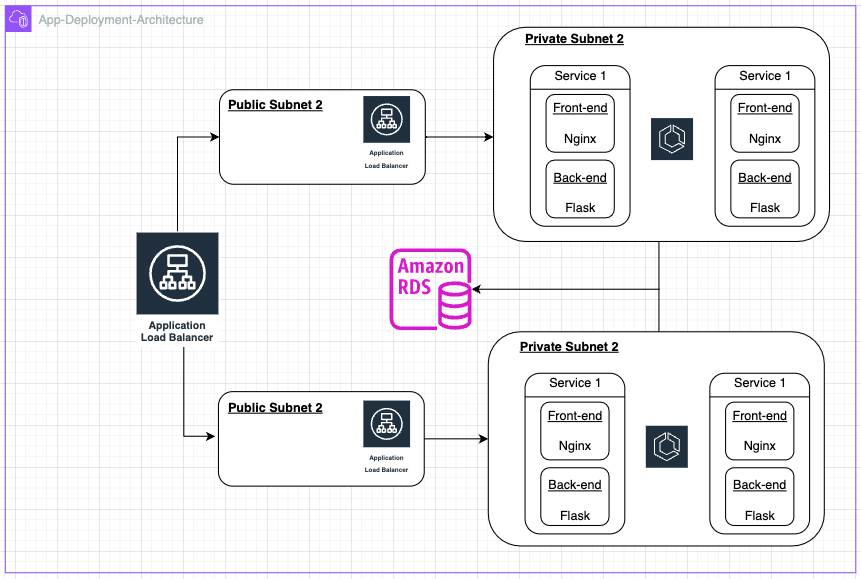 App-Deployment-Architecture
Private Subnet 2
Service 1
Front-end
Nginx
Back-end
Flask
Service 1
Front-end
Nginx
Back-end
Flask
Public Subnet 2
Application
Load Balancer
Application
Load Balancer
Amazon
RDS
Private Subnet 2
Service 1
Front-end
Nginx
Back-end
Flask
Service 1
Front-end
Nginx
Back-end
Flask
Public Subnet 2
Application
Load Balancer